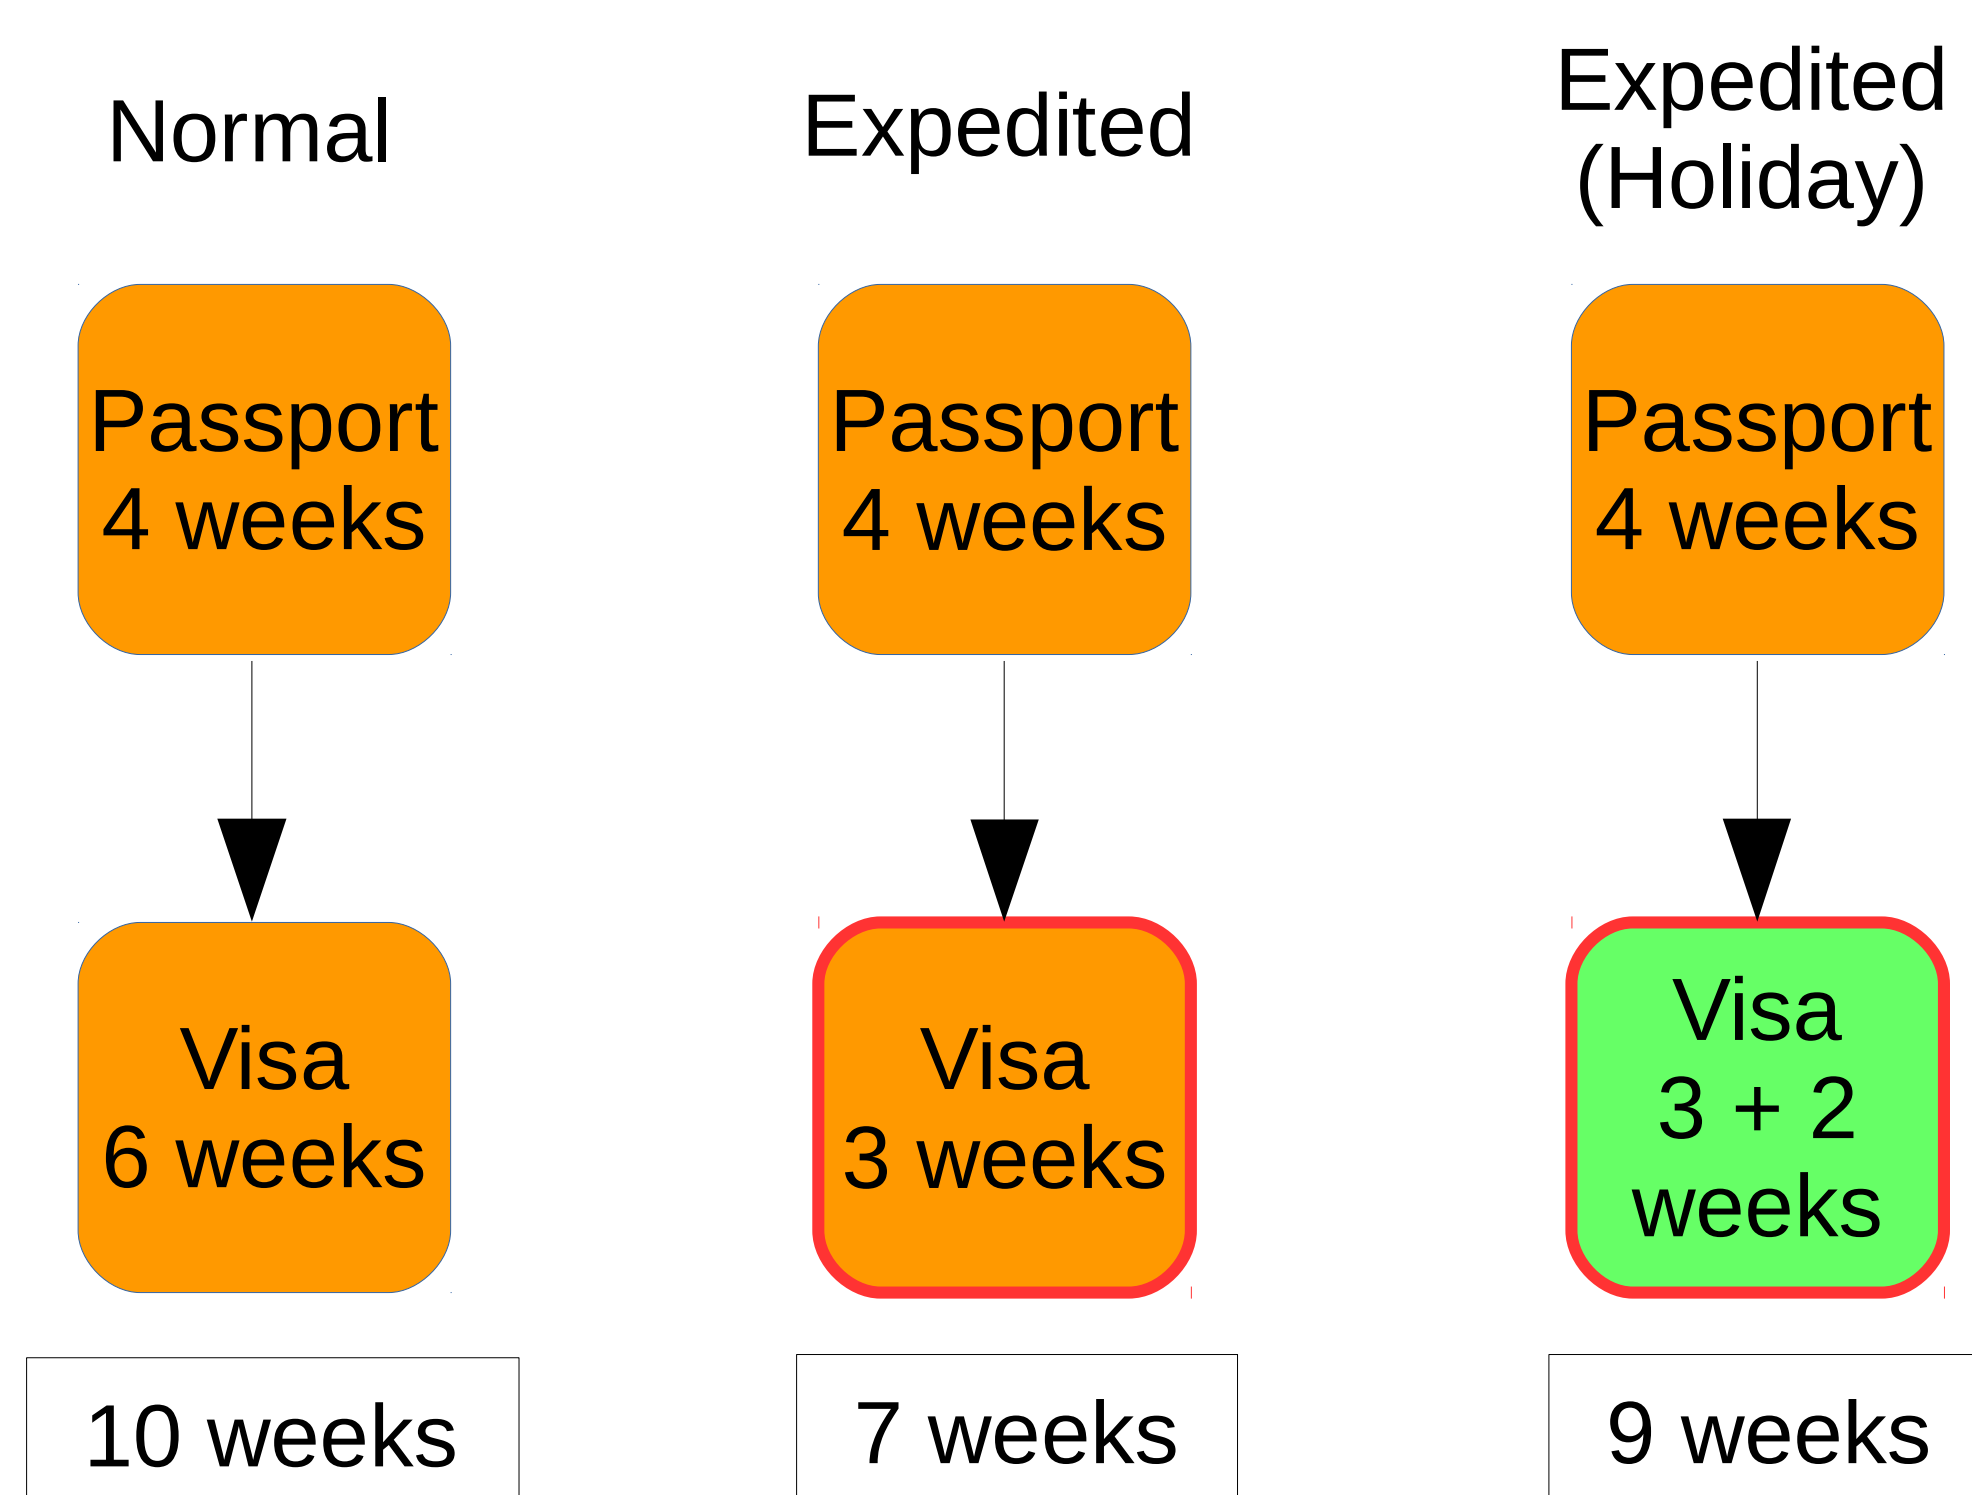 Normal
Passport
4 weeks
Visa
6 weeks
10 weeks
Expedited
Passport
4 weeks
Visa
3 weeks
7 weeks
Expedited
(Holiday)
Passport
4 weeks
Visa
3 + 2
weeks
9 weeks